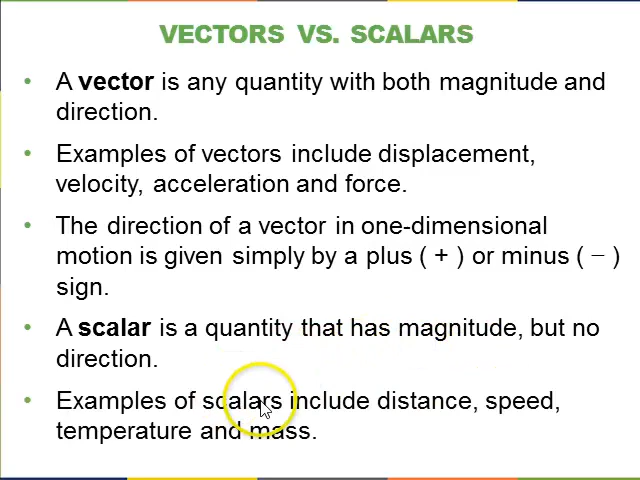 VECTORS VS. SCALARS
• A vector is any quantity with both magnitude and
direction.
• Examples of vectors include displacement,
velocity, acceleration and force.
• The direction of a vector in one-dimensional
motion is given simply by a plus ( + ) or minus ( − )
sign.
• A scalar is a quantity that has magnitude, but no
direction.
• Examples of scalars include distance, speed,
temperature and mass.